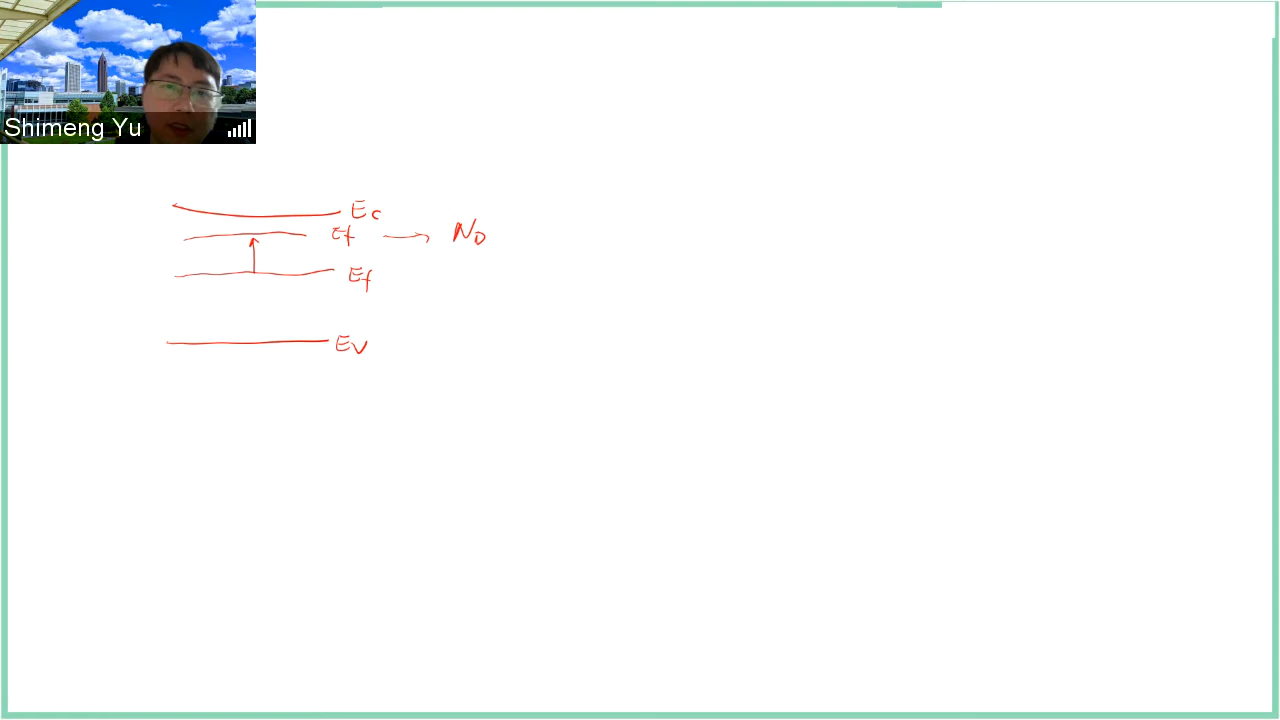 Shimeng Yu
Ec
Ef → ND
Ef
Ev